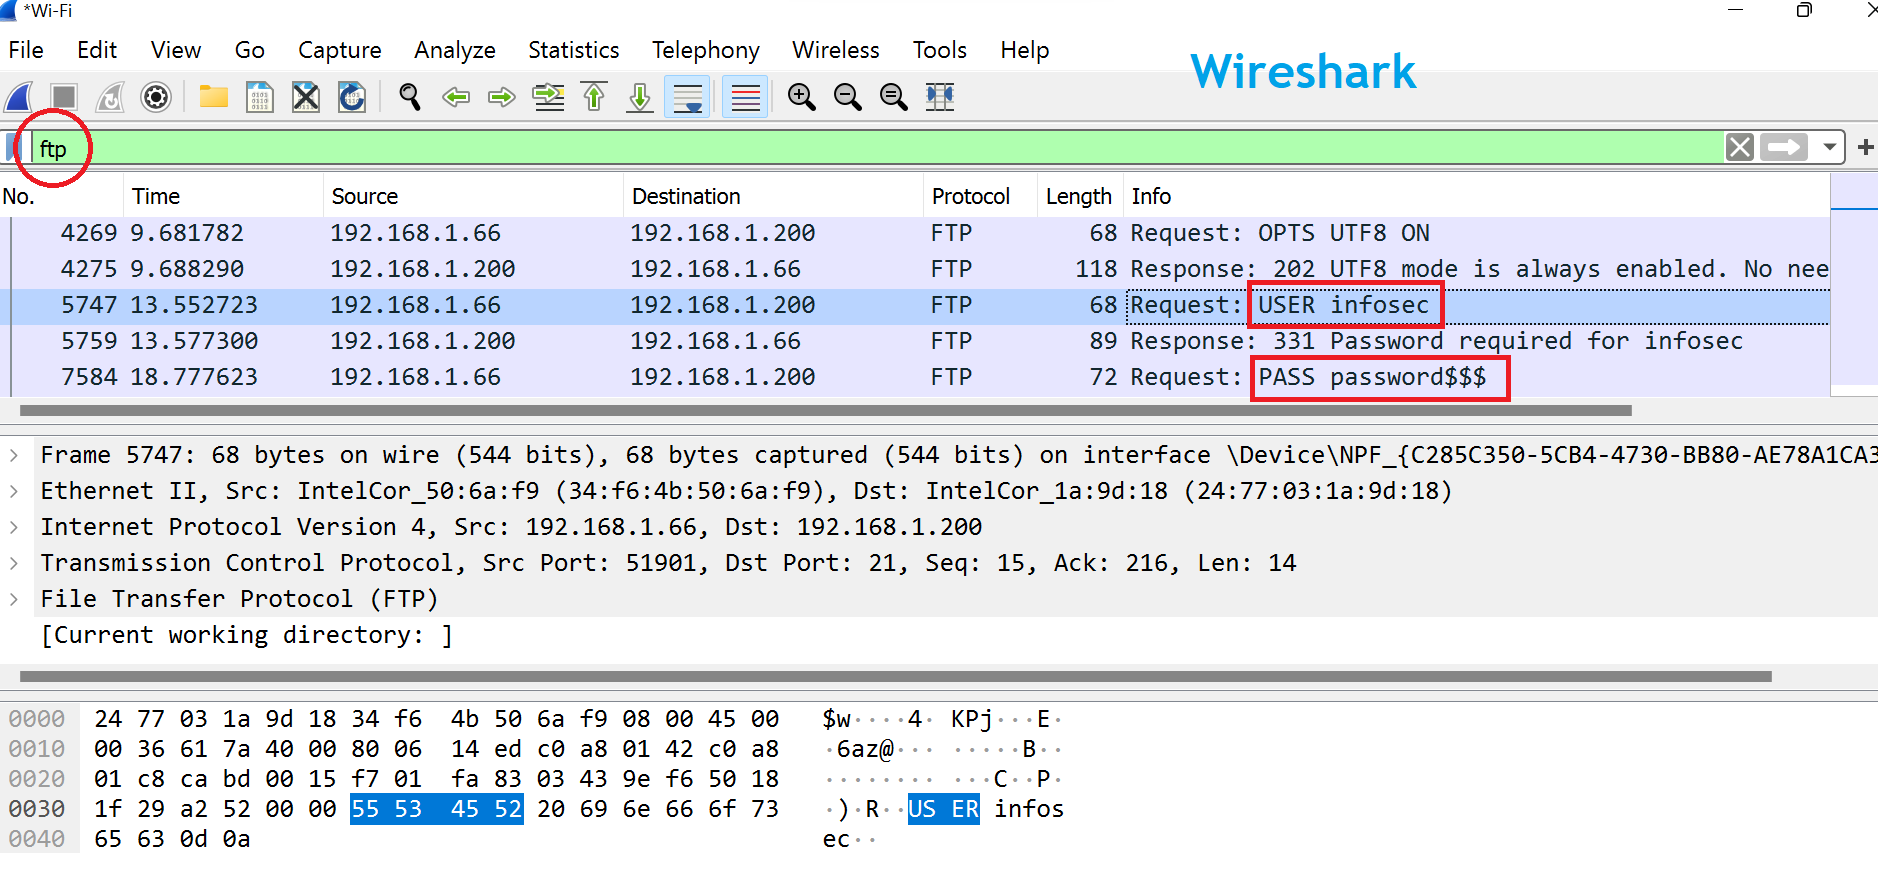 *Wi-Fi
File Edit View Go Capture Analyze Statistics Telephony Wireless Tools Help
Wireshark
ftp
No. Time Source Destination Protocol Length Info
4269 9.681782 192.168.1.66 192.168.1.200 FTP 68 Request: OPTS UTF8 ON
4275 9.688290 192.168.1.200 192.168.1.66 FTP 118 Response: 202 UTF8 mode is always enabled. No nee
5747 13.552723 192.168.1.66 192.168.1.200 FTP 68 Request: USER infosec
5759 13.577300 192.168.1.200 192.168.1.66 FTP 89 Response: 331 Password required for infosec
7584 18.777623 192.168.1.66 192.168.1.200 FTP 72 Request: PASS password$$$
Frame 5747: 68 bytes on wire (544 bits), 68 bytes captured (544 bits) on interface \Device\NPF_{C285C350-5CB4-4730-BB80-AE78A1CA3
Ethernet II, Src: IntelCor_50:6a:f9 (34:f6:4b:50:6a:f9), Dst: IntelCor_1a:9d:18 (24:77:03:1a:9d:18)
Internet Protocol Version 4, Src: 192.168.1.66, Dst: 192.168.1.200
Transmission Control Protocol, Src Port: 51901, Dst Port: 21, Seq: 15, Ack: 216, Len: 14
File Transfer Protocol (FTP)
[Current working directory: ]
0000 24 77 03 1a 9d 18 34 f6 4b 50 6a f9 08 00 45 00 $w····4· KPj···E·
0010 00 36 61 7a 40 00 80 06 14 ed c0 a8 01 42 c0 a8 ·6az@··· ·····B··
0020 01 c8 ca bd 00 15 f7 01 fa 83 03 43 9e f6 50 18 ········ ···C··P·
0030 1f 29 a2 52 00 00 55 53 45 52 20 69 6e 66 6f 73 ·)·R··US ER infos
0040 65 63 0d 0a ec··